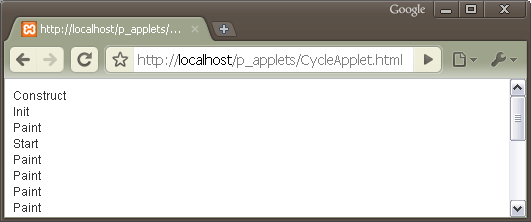 Google
http://localhost/p_applets/...
http://localhost/p_applets/CycleApplet.html
Construct
Init
Paint
Start
Paint
Paint
Paint
Paint